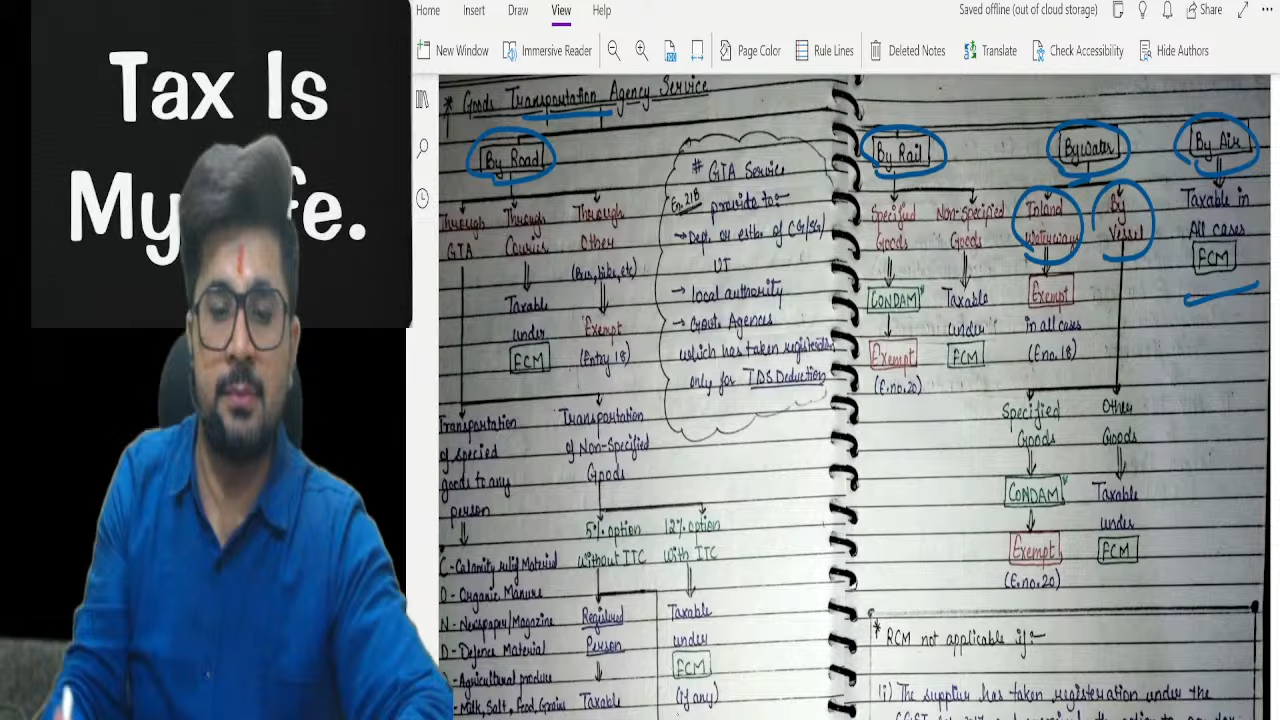 Tax Is
My fe.
Home Insert Draw View Help
Saved offline (out of cloud storage)
Share
New Window
Immersive Reader
Page Color
Rule Lines
Deleted Notes
Translate
Check Accessibility
Hide Authors
* Goods Transportation Agency Service
By Road
Through
GTA
Through
Courier
Taxable
under
FCM
Through
Other
(Bus, bike, etc)
Exempt
(Entry 18)
# GTA Service
En. 21B
provide to:-
→ Dept. or estbn. of CG/SG/
UT
→ local authority
→ Govt. Agences
which has taken registration
only for TDS Deduction
Transportation
of specied
goods to any
person
C - Calamity relif Material
O - Organic Manure
N - Newspaper/Magazine
D - Defence Material
A - Agricultural produce
- Milk, Salt, Food, Grains
Transportation
of Non-Specified
Goods
5% option
without ITC
Registered
Person
Taxable
12% option
With ITC
Taxable
under
FCM
(if any)
By Rail
Specified
Goods
CONDAM
Exempt
(E.no.20)
Non-Specified
Goods
Taxable
under
FCM
By water
Inland
Waterways
Exempt
in all cases
(E no. 18)
By
Vessel
Specified
Goods
CONDAM
Exempt
(E.no.20)
Other
Goods
Taxable
under
FCM
By Air
Taxable in
All cases
FCM
* RCM not applicable if:-
(i) The supplier has taken registeration under the